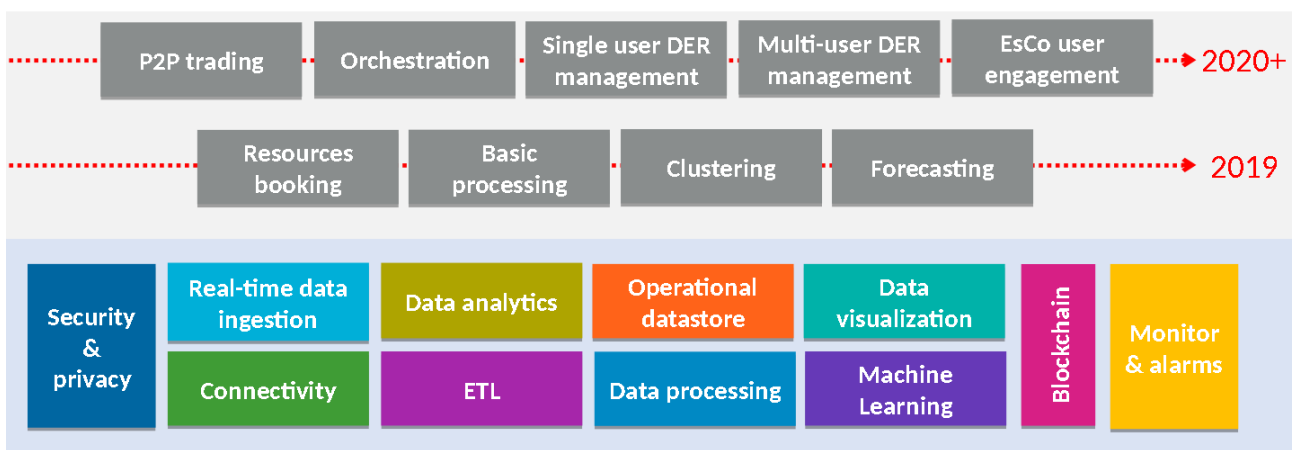 P2P trading
Orchestration
Single user DER
management
Multi-user DER
management
EsCo user
engagement
2020+
Resources
booking
Basic
processing
Clustering
Forecasting
2019
Security
&
privacy
Real-time data
ingestion
Data analytics
Operational
datastore
Data
visualization
Blockchain
Monitor
& alarms
Connectivity
ETL
Data processing
Machine
Learning